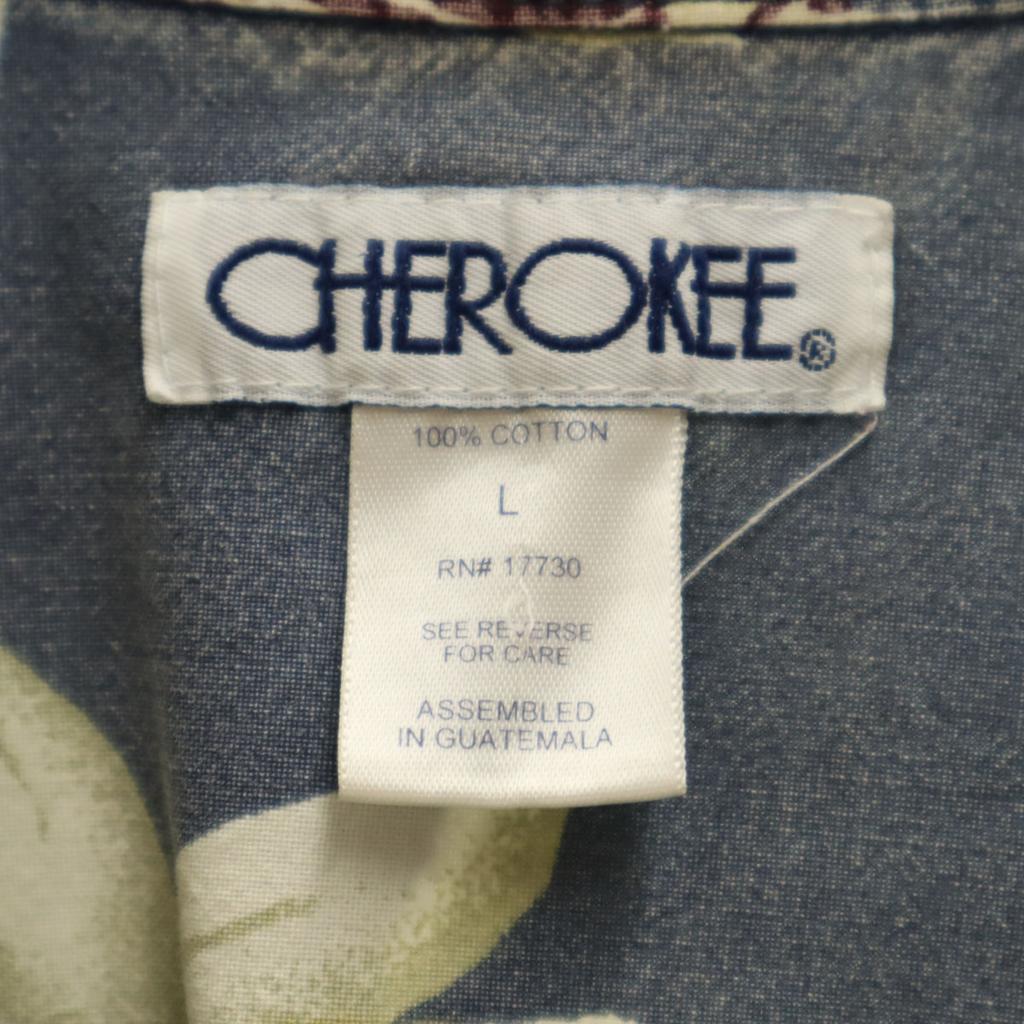 CHEROKEE®
100% COTTON
L
RN# 17730
SEE REVERSE
FOR CARE
ASSEMBLED
IN GUATEMALA